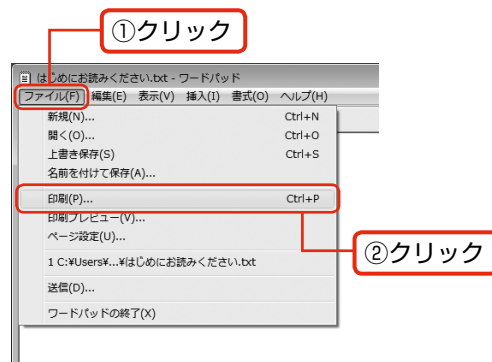 ①クリック
はじめにお読みください.txt - ワードパッド
ファイル(F) 編集(E) 表示(V) 挿入(I) 書式(O) ヘルプ(H)
新規(N)... Ctrl+N
開く(O)... Ctrl+O
上書き保存(S) Ctrl+S
名前を付けて保存(A)...
印刷(P)... Ctrl+P
印刷プレビュー(V)...
ページ設定(U)...
②クリック
1 C:¥Users¥...¥はじめにお読みください.txt
送信(D)...
ワードパッドの終了(X)